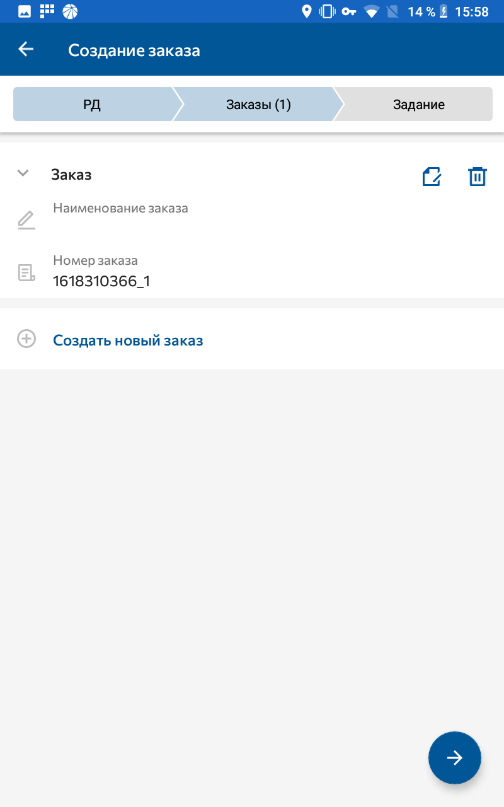 14 % 15:58
Создание заказа
РД Заказы (1) Задание
Заказ
Наименование заказа
Номер заказа
1618310366_1
Создать новый заказ